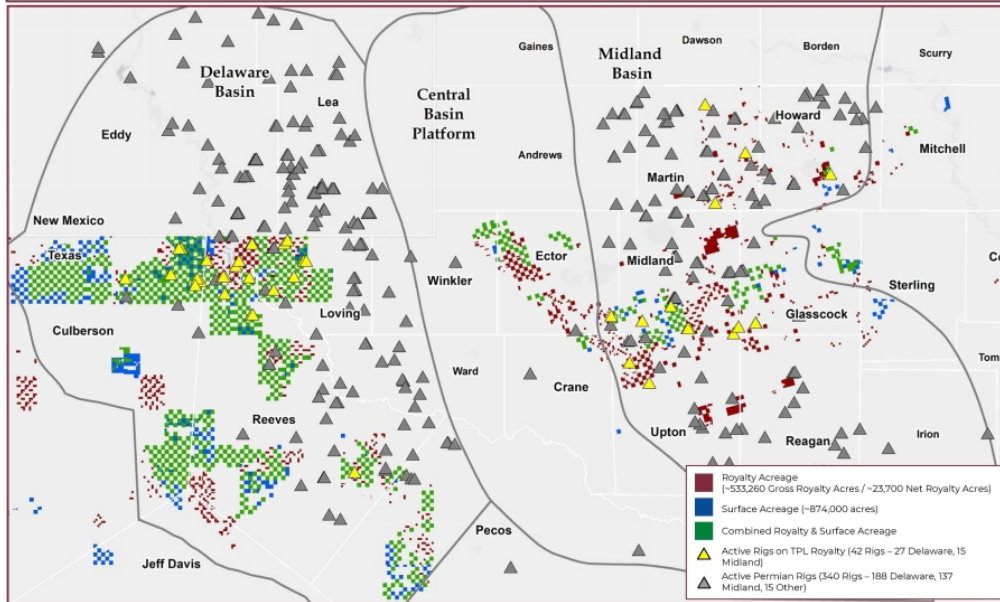 Gaines
Dawson
Borden
Scurry
Midland
Basin
Delaware
Basin
Lea
Central
Basin
Platform
Howard
Eddy
Andrews
Mitchell
Martin
New Mexico
Texas
Ector
Midland
Winkler
Sterling
Loving
Glasscock
Culberson
Ward
Crane
Tom
Reeves
Upton
Reagan
Irion
Pecos
Jeff Davis
Royalty Acreage
(~533,260 Gross Royalty Acres / ~23,700 Net Royalty Acres)
Surface Acreage (~874,000 acres)
Combined Royalty & Surface Acreage
Active Rigs on TPL Royalty (42 Rigs – 27 Delaware, 15
Midland)
Active Permian Rigs (340 Rigs – 188 Delaware, 137
Midland, 15 Other)